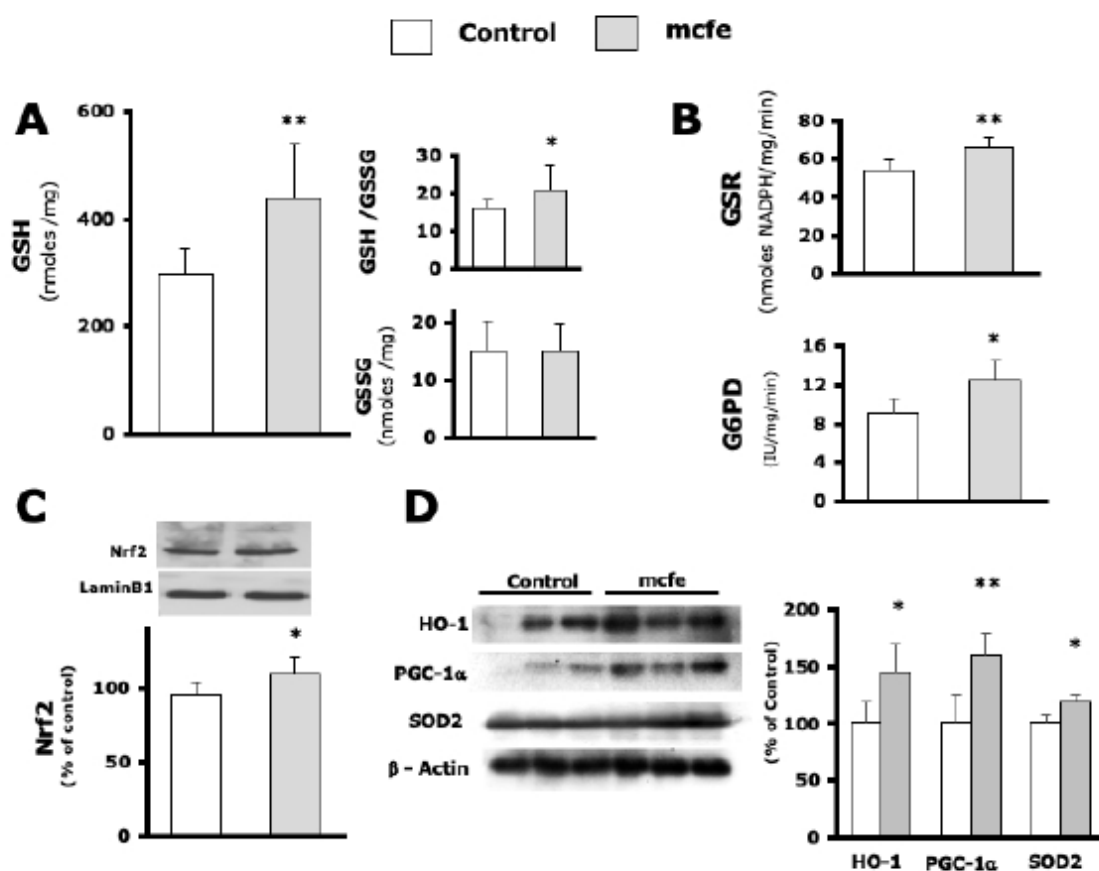 Control mcfe
A
GSH
(nmoles /mg)
600
400
200
0
**
GSH /GSSG
30
20
10
0
*
GSSG
(nmoles /mg)
20
15
10
5
0
B
GSR
(nmoles NADPH/mg/min)
80
60
40
20
0
**
G6PD
(IU/mg/min)
16
12
8
4
0
*
C
Nrf2
LaminB1
Nrf2
(% of control)
100
50
0
*
D
Control mcfe
HO-1
PGC-1α
SOD2
β - Actin
(% of Control)
200
150
100
50
0
*
**
*
HO-1 PGC-1α SOD2